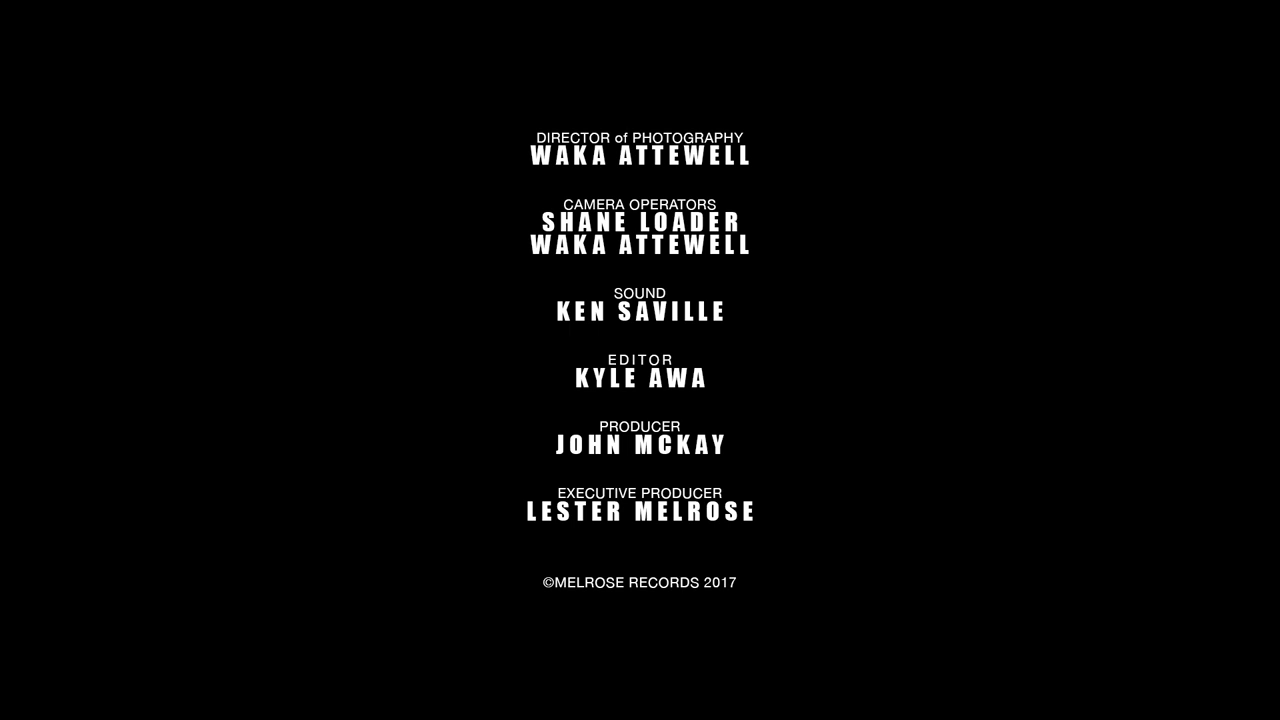 DIRECTOR of PHOTOGRAPHY
WAKA ATTEWELL
CAMERA OPERATORS
SHANE LOADER
WAKA ATTEWELL
SOUND
KEN SAVILLE
EDITOR
KYLE AWA
PRODUCER
JOHN MCKAY
EXECUTIVE PRODUCER
LESTER MELROSE
©MELROSE RECORDS 2017